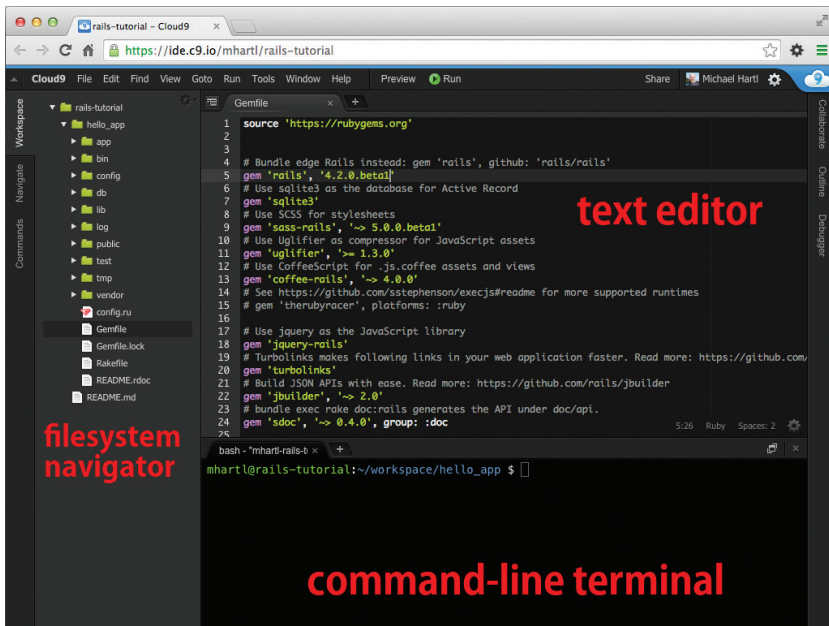 rails-tutorial - Cloud9
https://ide.c9.io/mhartl/rails-tutorial
Cloud9 File Edit Find View Goto Run Tools Window Help Preview Run Share Michael Hartl
Workspace
Navigate
Commands
rails-tutorial
hello_app
app
bin
config
db
lib
log
public
test
tmp
vendor
config.ru
Gemfile
Gemfile.lock
Rakefile
README.rdoc
README.md
filesystem
navigator
Gemfile
1 source 'https://rubygems.org'
2
3
4 # Bundle edge Rails instead: gem 'rails', github: 'rails/rails'
5 gem 'rails', '4.2.0.beta1'
6 # Use sqlite3 as the database for Active Record
7 gem 'sqlite3'
8 # Use SCSS for stylesheets
9 gem 'sass-rails', '~> 5.0.0.beta1'
10 # Use Uglifier as compressor for JavaScript assets
11 gem 'uglifier', '>= 1.3.0'
12 # Use CoffeeScript for .js.coffee assets and views
13 gem 'coffee-rails', '~> 4.0.0'
14 # See https://github.com/sstephenson/execjs#readme for more supported runtimes
15 # gem 'therubyracer', platforms: :ruby
16
17 # Use jquery as the JavaScript library
18 gem 'jquery-rails'
19 # Turbolinks makes following links in your web application faster. Read more: https://github.com/
20 gem 'turbolinks'
21 # Build JSON APIs with ease. Read more: https://github.com/rails/jbuilder
22 gem 'jbuilder', '~> 2.0'
23 # bundle exec rake doc:rails generates the API under doc/api.
24 gem 'sdoc', '~> 0.4.0', group: :doc
25
text editor
5:26 Ruby Spaces: 2
Collaborate
Outline
Debugger
bash - "mhartl-rails-t
mhartl@rails-tutorial:~/workspace/hello_app $
command-line terminal